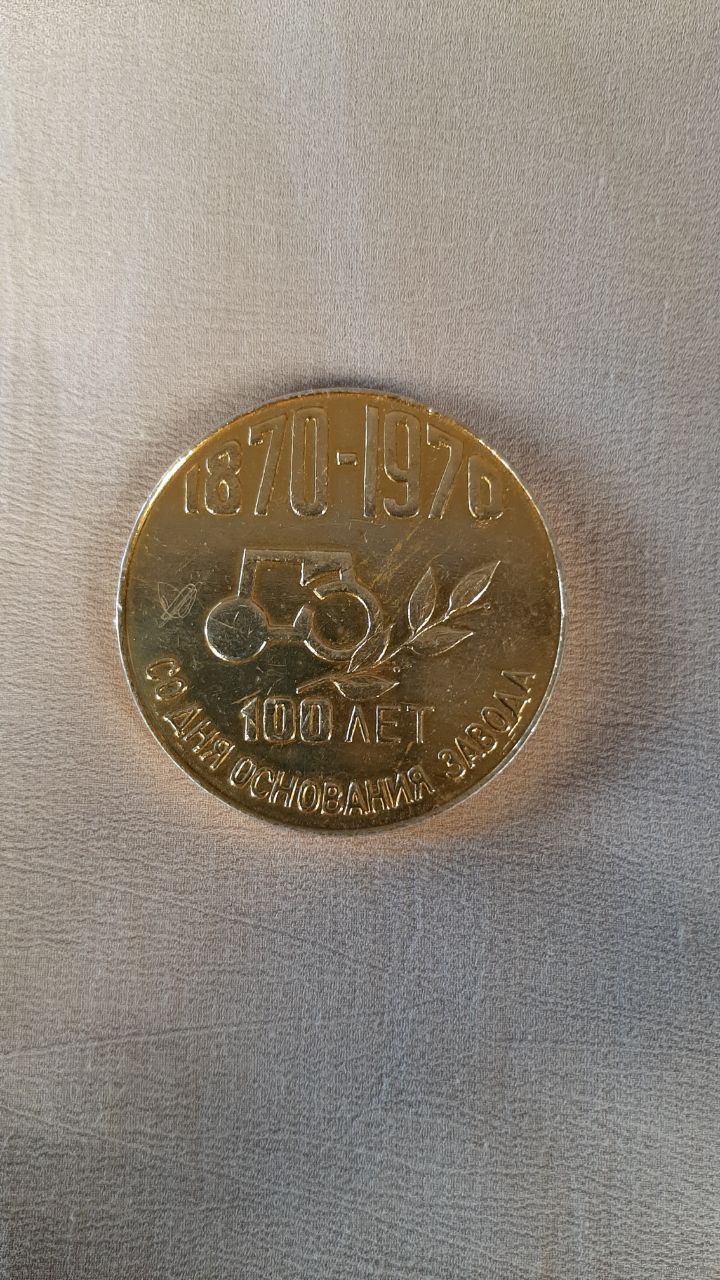 1870-1970
100 ЛЕТ
СО ДНЯ ОСНОВАНИЯ ЗАВОДА